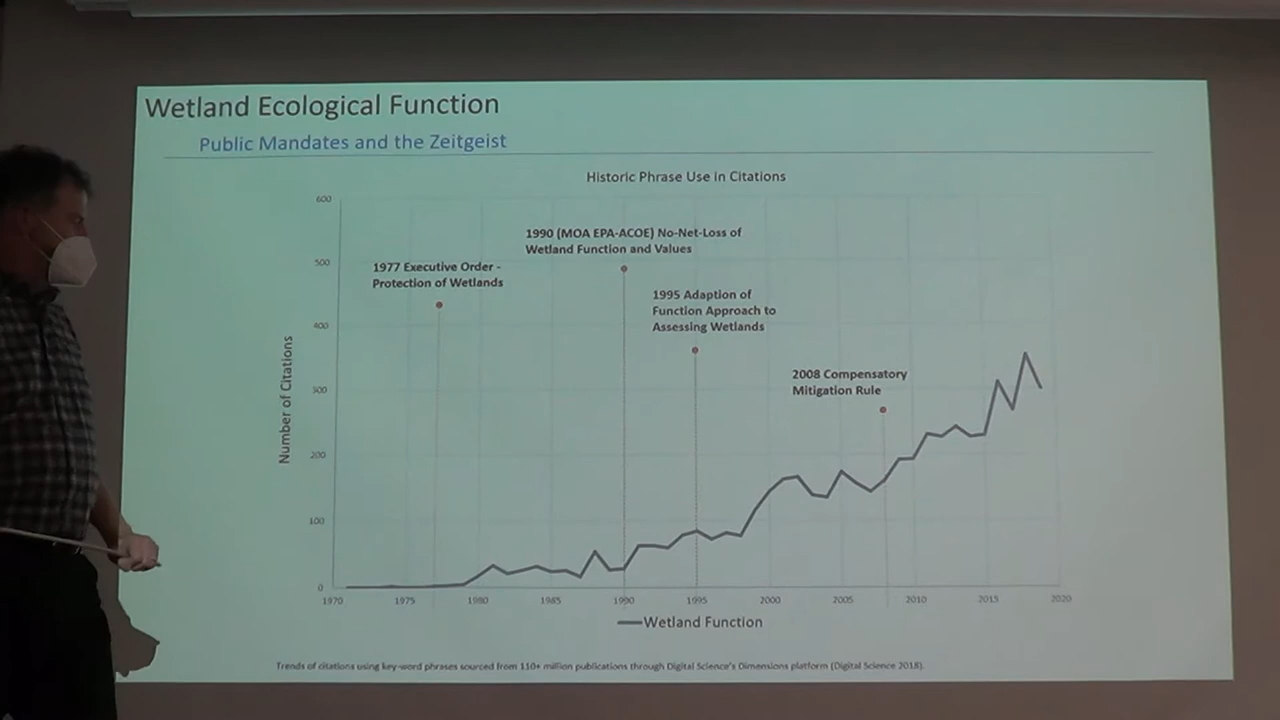 Wetland Ecological Function
Public Mandates and the Zeitgeist
Historic Phrase Use in Citations
600
500
400
300
200
100
0
Number of Citations
1977 Executive Order -
Protection of Wetlands
1990 (MOA EPA-ACOE) No-Net-Loss of
Wetland Function and Values
1995 Adaption of
Function Approach to
Assessing Wetlands
2008 Compensatory
Mitigation Rule
1970 1975 1980 1985 1990 1995 2000 2005 2010 2015 2020
Wetland Function
Trends of citations using key-word phrases sourced from 110+ million publications through Digital Science's Dimensions platform (Digital Science 2018).